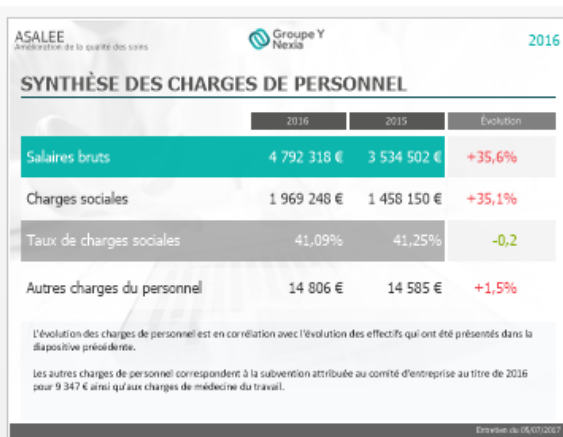 ASALEE
Amélioration de la qualité des soins
Groupe Y
Nexia
2016
SYNTHÈSE DES CHARGES DE PERSONNEL
2016 2015 Évolution
Salaires bruts 4 792 318 € 3 534 502 € +35,6%
Charges sociales 1 969 248 € 1 458 150 € +35,1%
Taux de charges sociales 41,09% 41,25% -0,2
Autres charges du personnel 14 806 € 14 585 € +1,5%
L'évolution des charges de personnel est en corrélation avec l'évolution des effectifs qui ont été présentés dans la
diapositive précédente.
Les autres charges de personnel correspondent à la subvention attribuée au comité d'entreprise au titre de 2016
pour 9 347 € ainsi qu'aux charges de médecine du travail.
Entretien du 05/07/2017